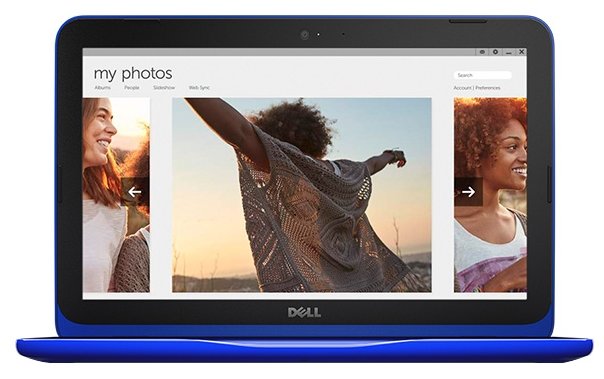 my photos
Search
Albums People Slideshow Web Sync
Account | Preferences
DELL